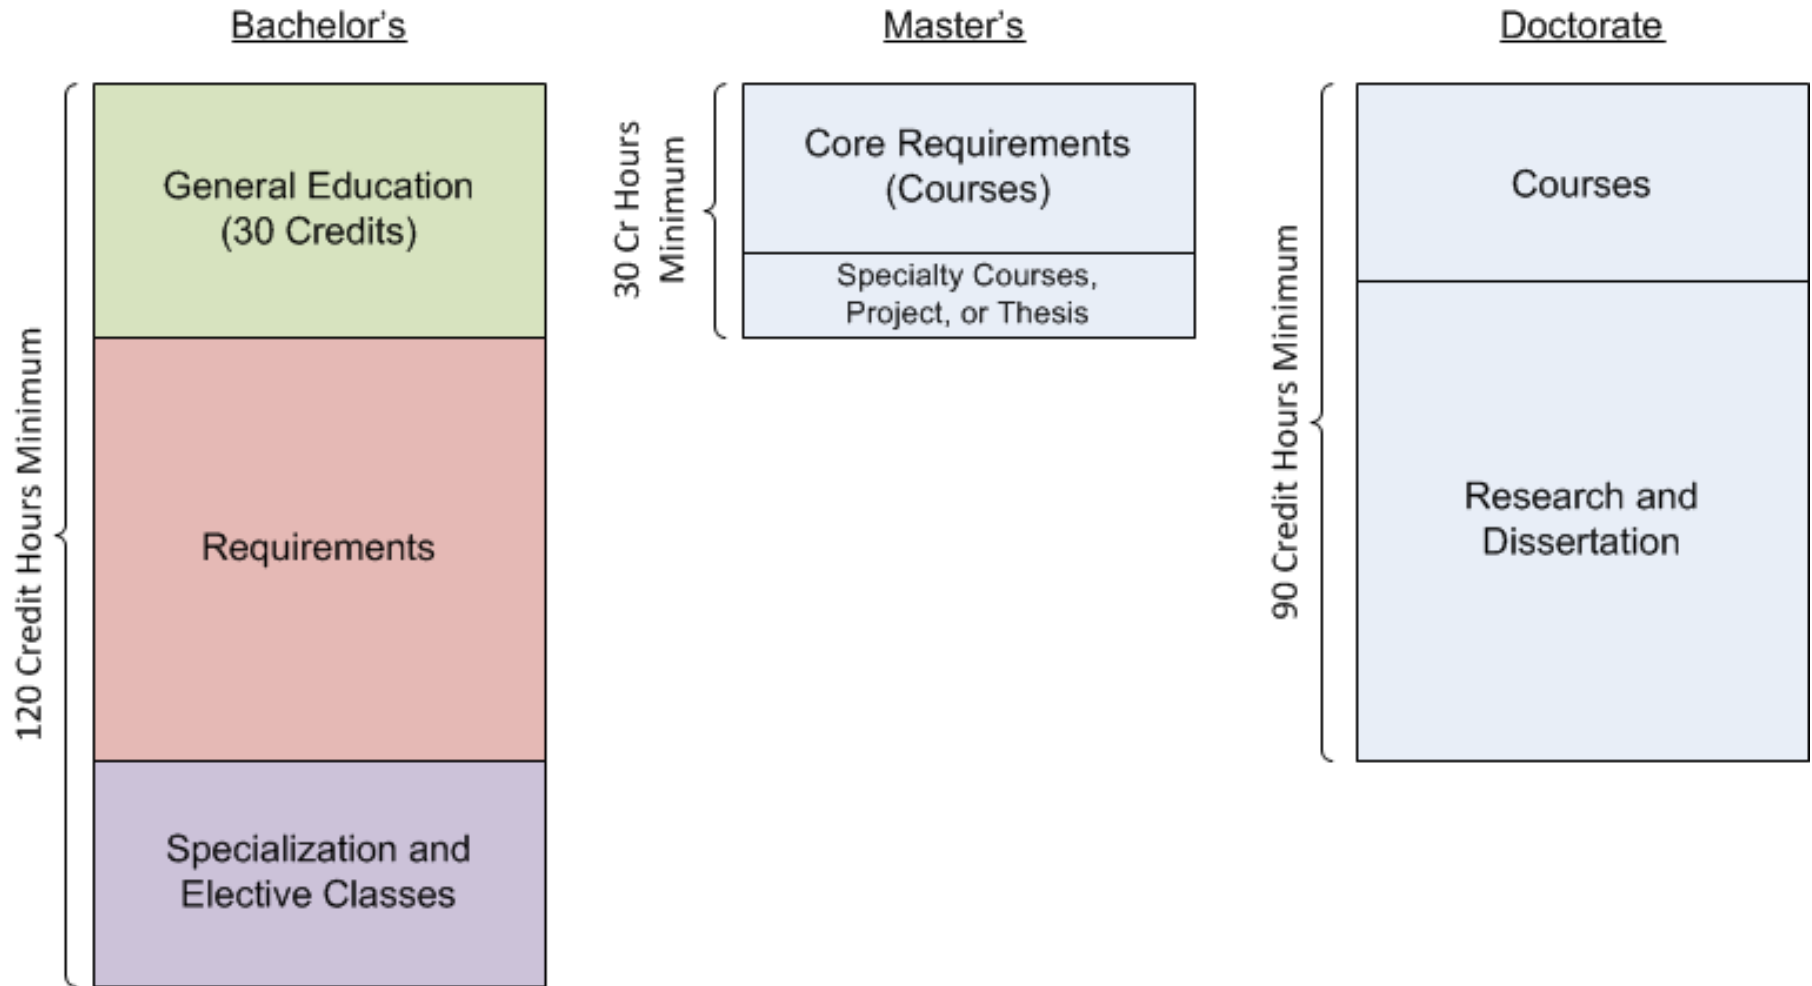 Bachelor's
120 Credit Hours Minimum
General Education
(30 Credits)
Requirements
Specialization and
Elective Classes
Master's
30 Cr Hours
Minimum
Core Requirements
(Courses)
Specialty Courses,
Project, or Thesis
Doctorate
90 Credit Hours Minimum
Courses
Research and
Dissertation